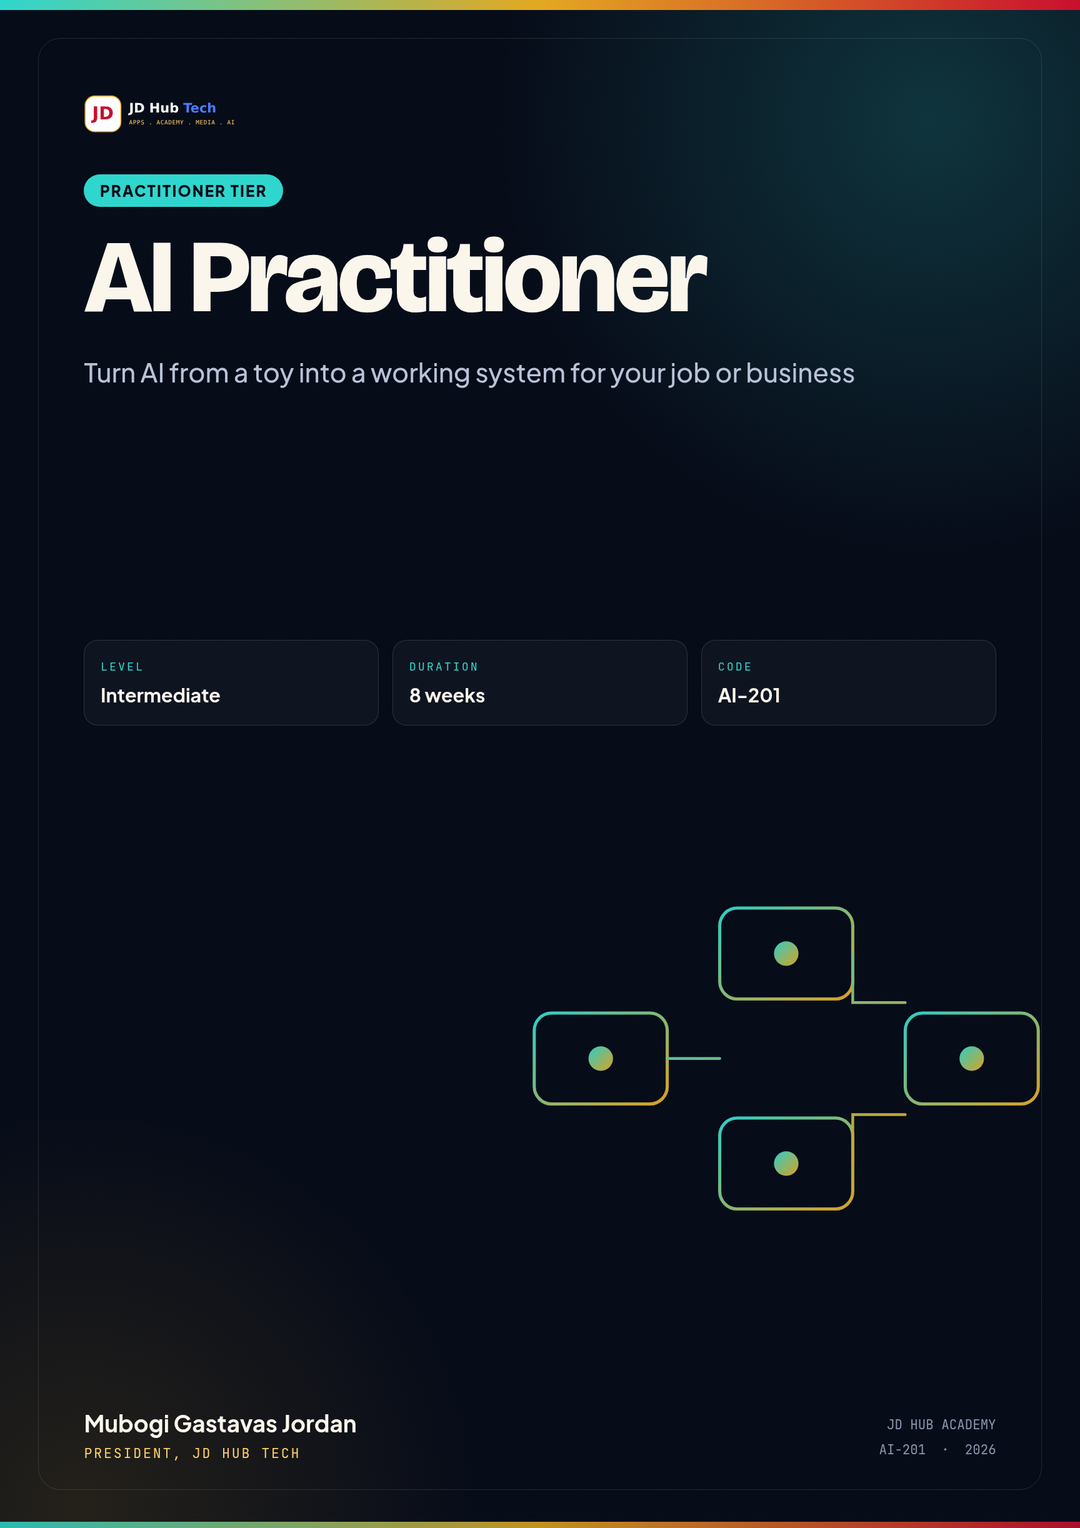 JD
JD Hub Tech
APPS . ACADEMY . MEDIA . AI
PRACTITIONER TIER
AI Practitioner
Turn AI from a toy into a working system for your job or business
LEVEL
Intermediate
DURATION
8 weeks
CODE
AI-201
Mubogi Gastavas Jordan
PRESIDENT, JD HUB TECH
JD HUB ACADEMY
AI-201 · 2026